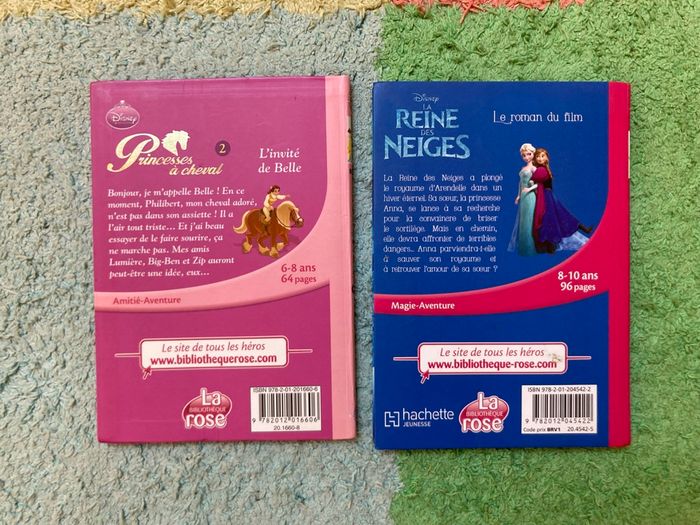 Disney
Princesses
à cheval
2
L'invité
de Belle
Bonjour, je m'appelle Belle ! En ce
moment, Philibert, mon cheval adoré,
n'est pas dans son assiette ! Il a
l'air tout triste... Et j'ai beau
essayer de le faire sourire, ça
ne marche pas. Mes amis
Lumière, Big-Ben et Zip auront
peut-être une idée, eux...
6-8 ans
64 pages
Amitié-Aventure
Le site de tous les héros
www.bibliothequerose.com
La
BIBLIOTHÈQUE
rose
ISBN 978-2-01-201660-6
9 782012 016606
20.1660-8
Disney
LA
REINE
DES
NEIGES
Le roman du film
La Reine des Neiges a plongé
le royaume d'Arendelle dans un
hiver éternel. Sa sœur, la princesse
Anna, se lance à sa recherche
pour la convaincre de briser
le sortilège. Mais en chemin,
elle devra affronter de terribles
dangers... Anna parviendra-t-elle
à sauver son royaume et
à retrouver l'amour de sa sœur ?
8-10 ans
96 pages
Magie-Aventure
Le site de tous les héros
www.bibliotheque-rose.com
hachette
JEUNESSE
La
BIBLIOTHÈQUE
rose
ISBN 978-2-01-204542-2
9 782012 045422
Code prix BRV1 20.4542-5